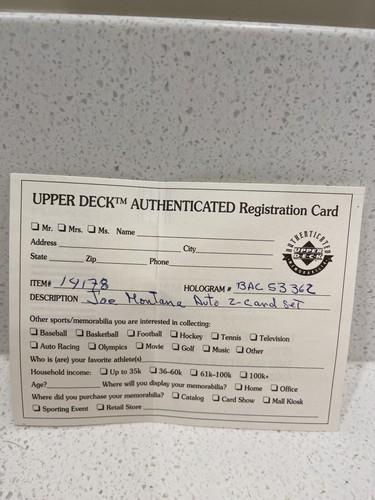 UPPER DECK™ AUTHENTICATED Registration Card
☐ Mr. ☐ Mrs. ☐ Ms. Name
Address City
State Zip Phone
AUTHENTICATED
UPPER DECK
MEMORABILIA
ITEM# 14178 HOLOGRAM # BAC 53362
DESCRIPTION Joe Montana Auto 2-card set
Other sports/memorabilia you are interested in collecting:
☐ Baseball ☐ Basketball ☐ Football ☐ Hockey ☐ Tennis ☐ Television
☐ Auto Racing ☐ Olympics ☐ Movie ☐ Golf ☐ Music ☐ Other
Who is (are) your favorite athlete(s)
Household income: ☐ Up to 35k ☐ 36-60k ☐ 61k-100k ☐ 100k+
Age? Where will you display your memorabilia? ☐ Home ☐ Office
Where did you purchase your memorabilia? ☐ Catalog ☐ Card Show ☐ Mall Kiosk
☐ Sporting Event ☐ Retail Store